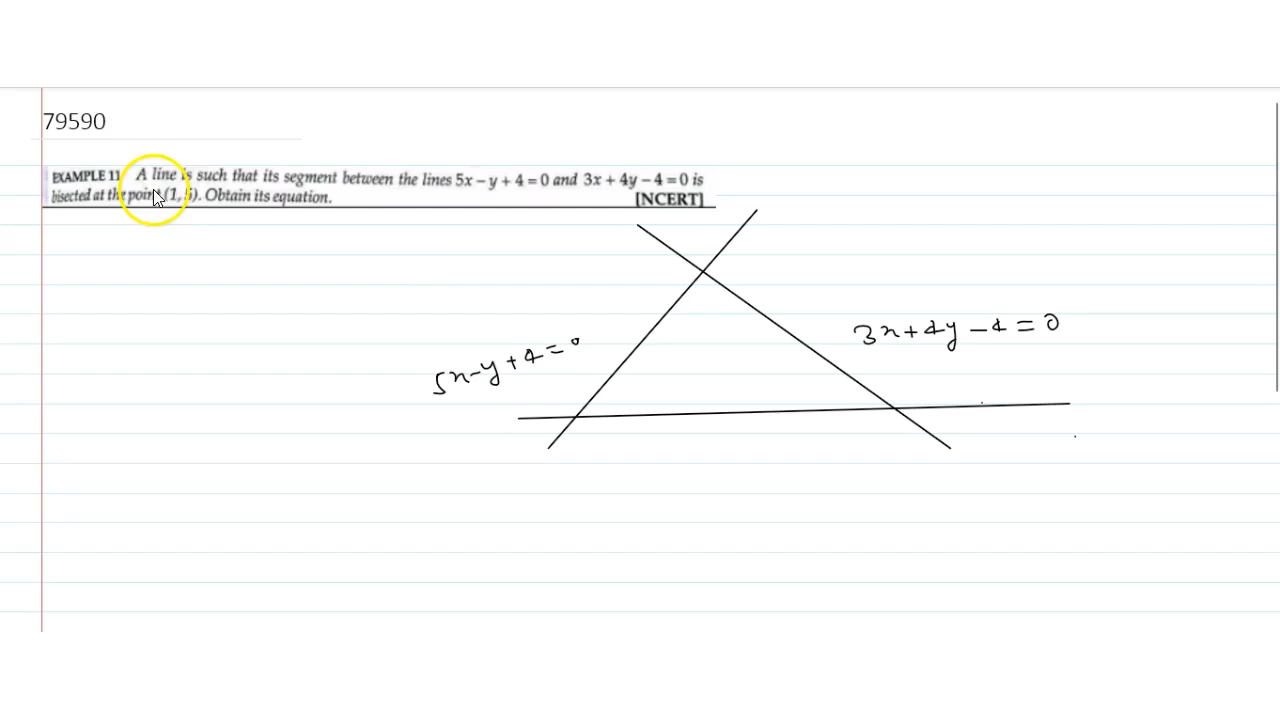 79590
EXAMPLE 11 A line is such that its segment between the lines 5x – y + 4 = 0 and 3x + 4y – 4 = 0 is
bisected at the point (1, 5). Obtain its equation. [NCERT]
3x+4y-4=0
5x-y+4=0